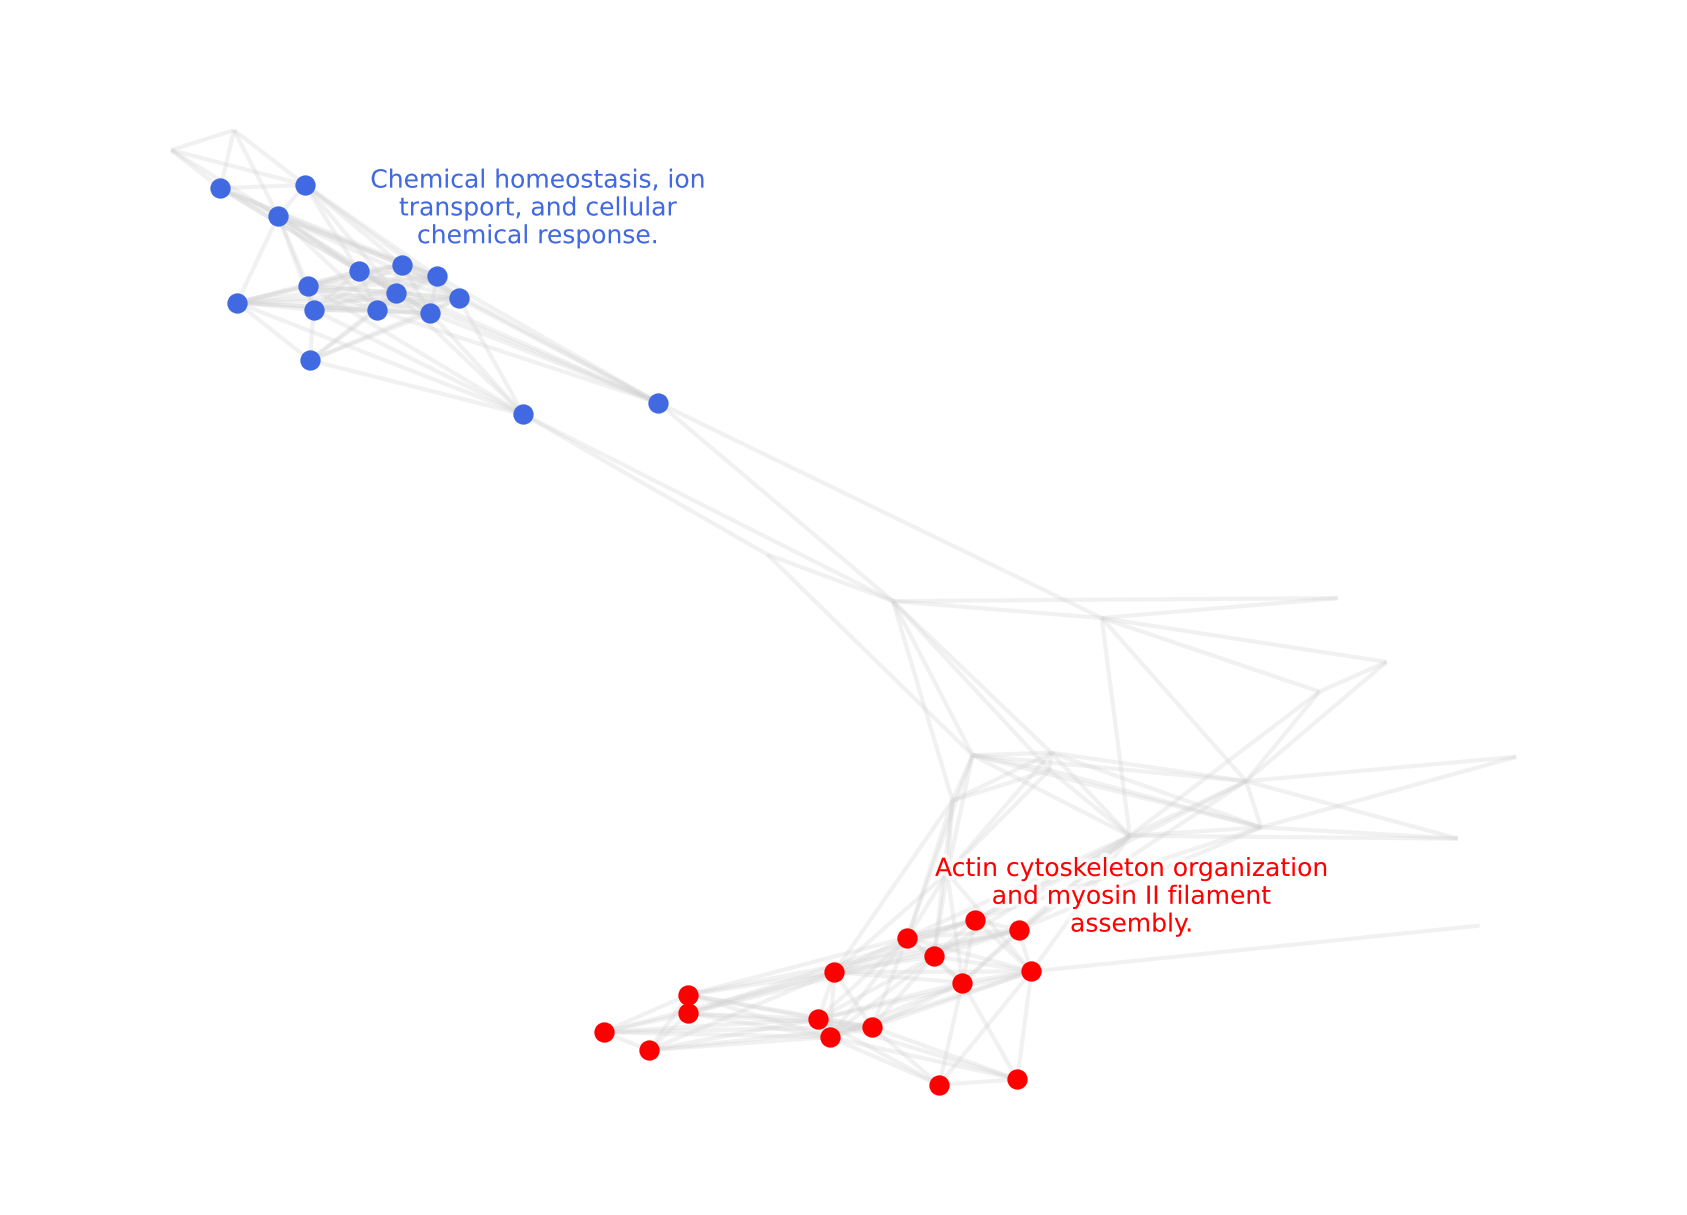 Chemical homeostasis, ion
transport, and cellular
chemical response.
Actin cytoskeleton organization
and myosin II filament
assembly.